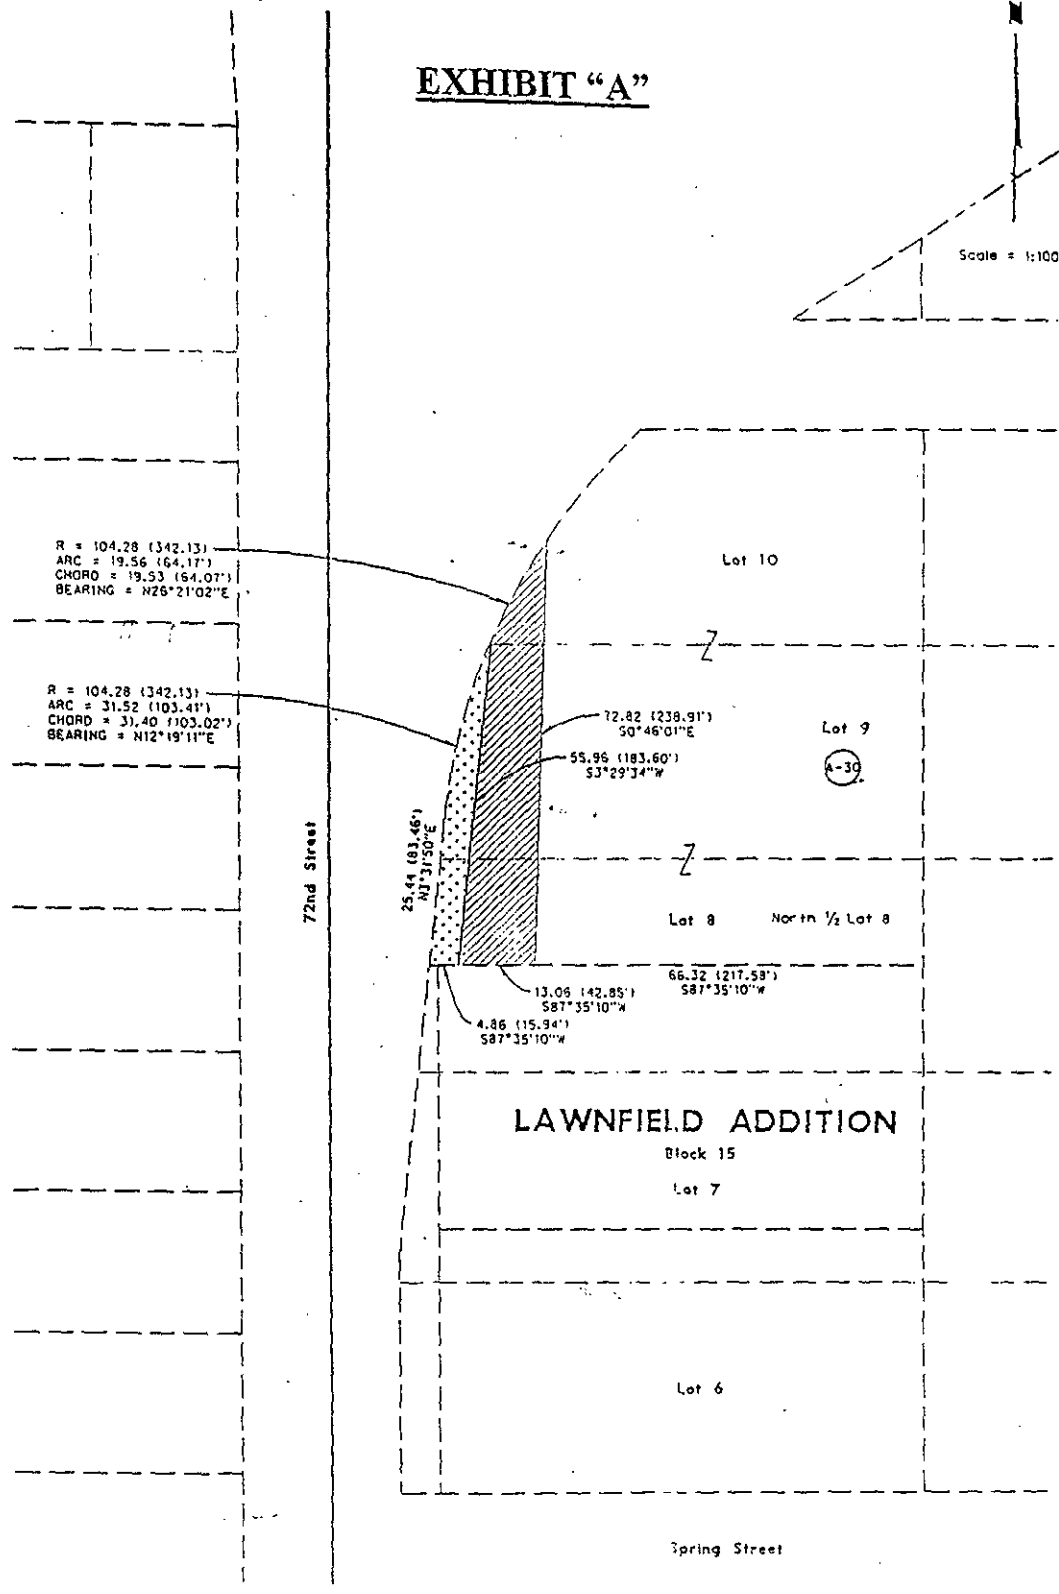 EXHIBIT “A”
Scale = 1:100
R = 104.28 (342.13)
ARC = 19.56 (64.17')
CHORD = 19.53 (64.07')
BEARING = N26°21'02"E
Lot 10
R = 104.28 (342.13)
ARC = 31.52 (103.41')
CHORD = 31.40 (103.02')
BEARING = N12°19'11"E
72.82 (238.91')
S0°46'01"E
Lot 9
55.96 (183.60')
S3°29'34"W
A-30
25.44 (83.46')
N3°31'50"E
72nd Street
Lot 8
North ½ Lot 8
66.32 (217.58')
S87°35'10"W
13.06 (42.85')
S87°35'10"W
4.86 (15.94')
S87°35'10"W
LAWNFIELD ADDITION
Block 15
Lot 7
Lot 6
Spring Street